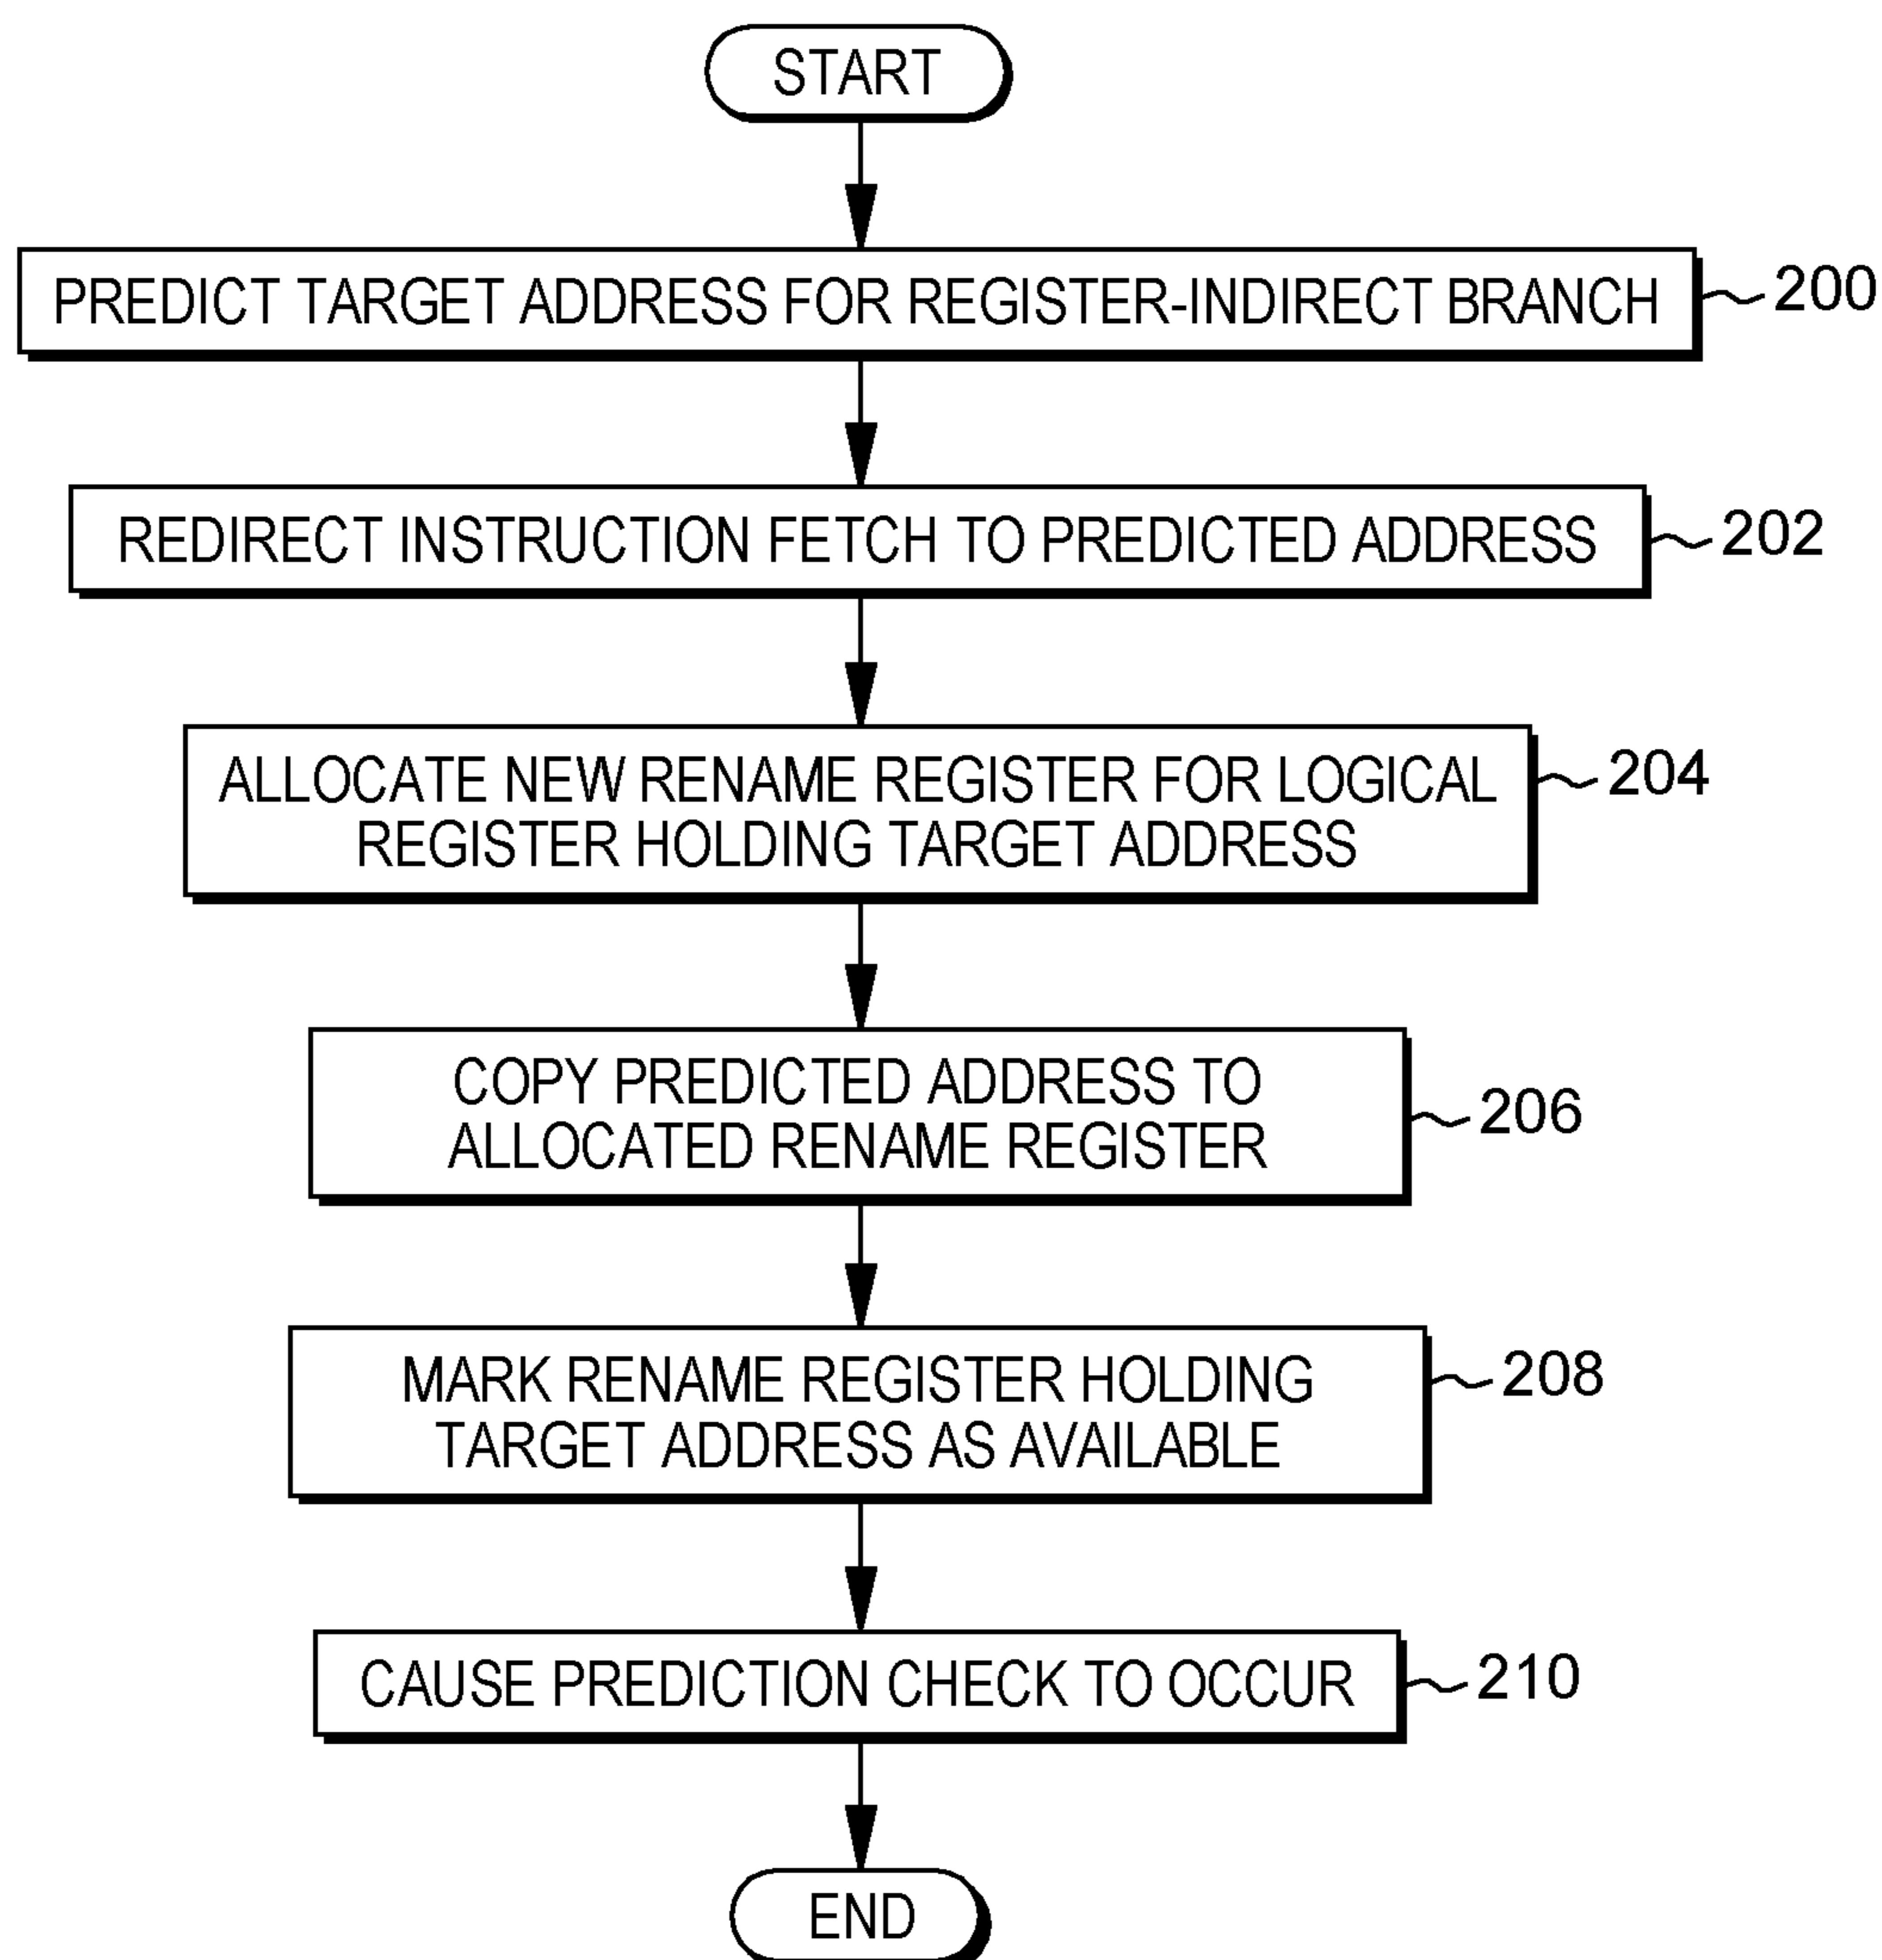 START
PREDICT TARGET ADDRESS FOR REGISTER-INDIRECT BRANCH
200
REDIRECT INSTRUCTION FETCH TO PREDICTED ADDRESS
202
ALLOCATE NEW RENAME REGISTER FOR LOGICAL
REGISTER HOLDING TARGET ADDRESS
204
COPY PREDICTED ADDRESS TO
ALLOCATED RENAME REGISTER
206
MARK RENAME REGISTER HOLDING
TARGET ADDRESS AS AVAILABLE
208
CAUSE PREDICTION CHECK TO OCCUR
210
END